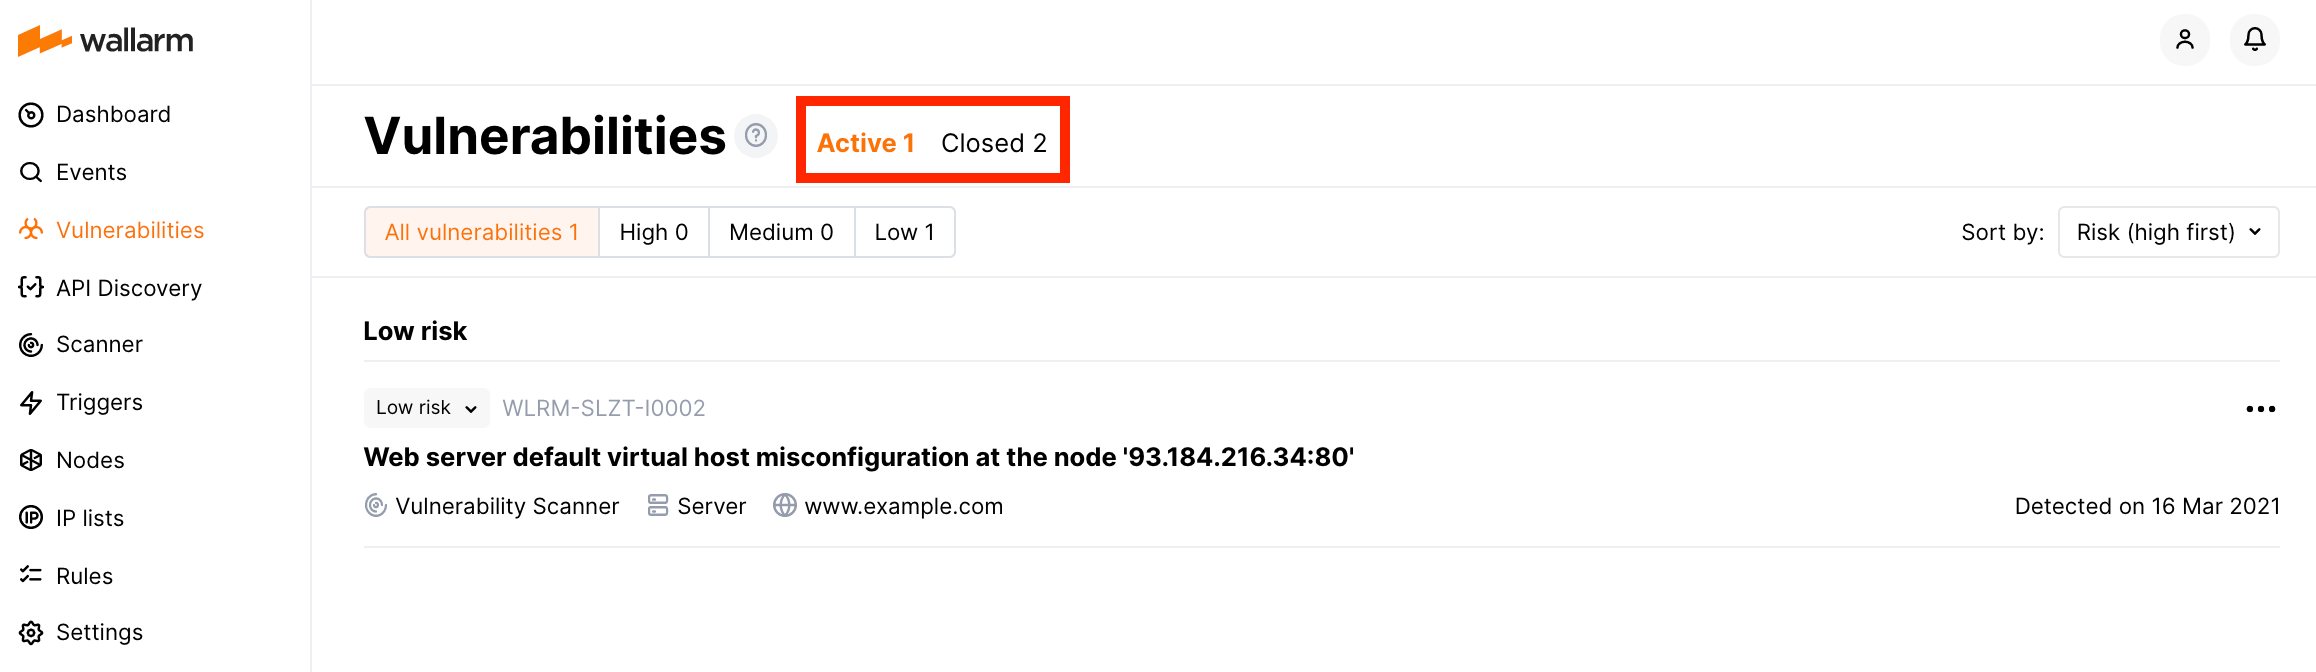 wallarm
Dashboard
Events
Vulnerabilities
API Discovery
Scanner
Triggers
Nodes
IP lists
Rules
Settings
Vulnerabilities ? Active 1 Closed 2
All vulnerabilities 1 High 0 Medium 0 Low 1 Sort by: Risk (high first)
Low risk
Low risk WLRM-SLZT-I0002
Web server default virtual host misconfiguration at the node '93.184.216.34:80'
Vulnerability Scanner Server www.example.com Detected on 16 Mar 2021